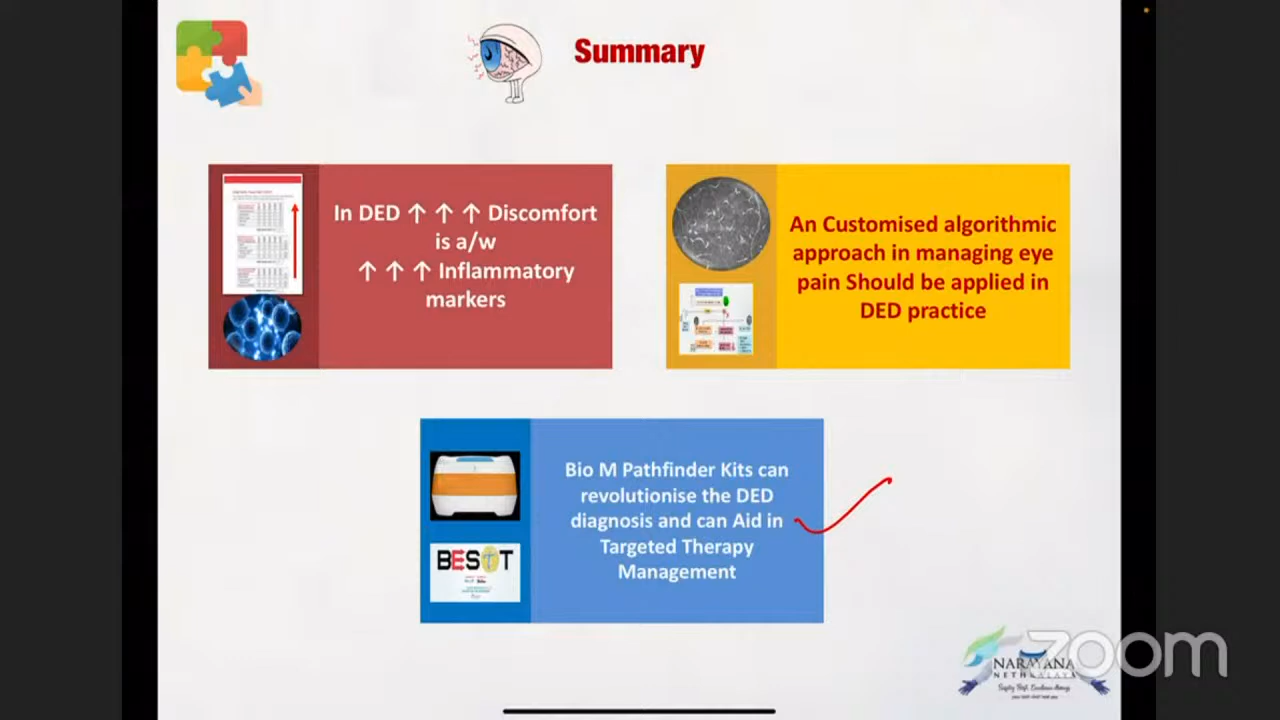 Summary
In DED ↑ ↑ ↑ Discomfort
is a/w
↑ ↑ ↑ Inflammatory
markers
An Customised algorithmic
approach in managing eye
pain Should be applied in
DED practice
Bio M Pathfinder Kits can
revolutionise the DED
diagnosis and can Aid in
Targeted Therapy
Management
BEST
NARAYANA
NETHRALAYA
zoom